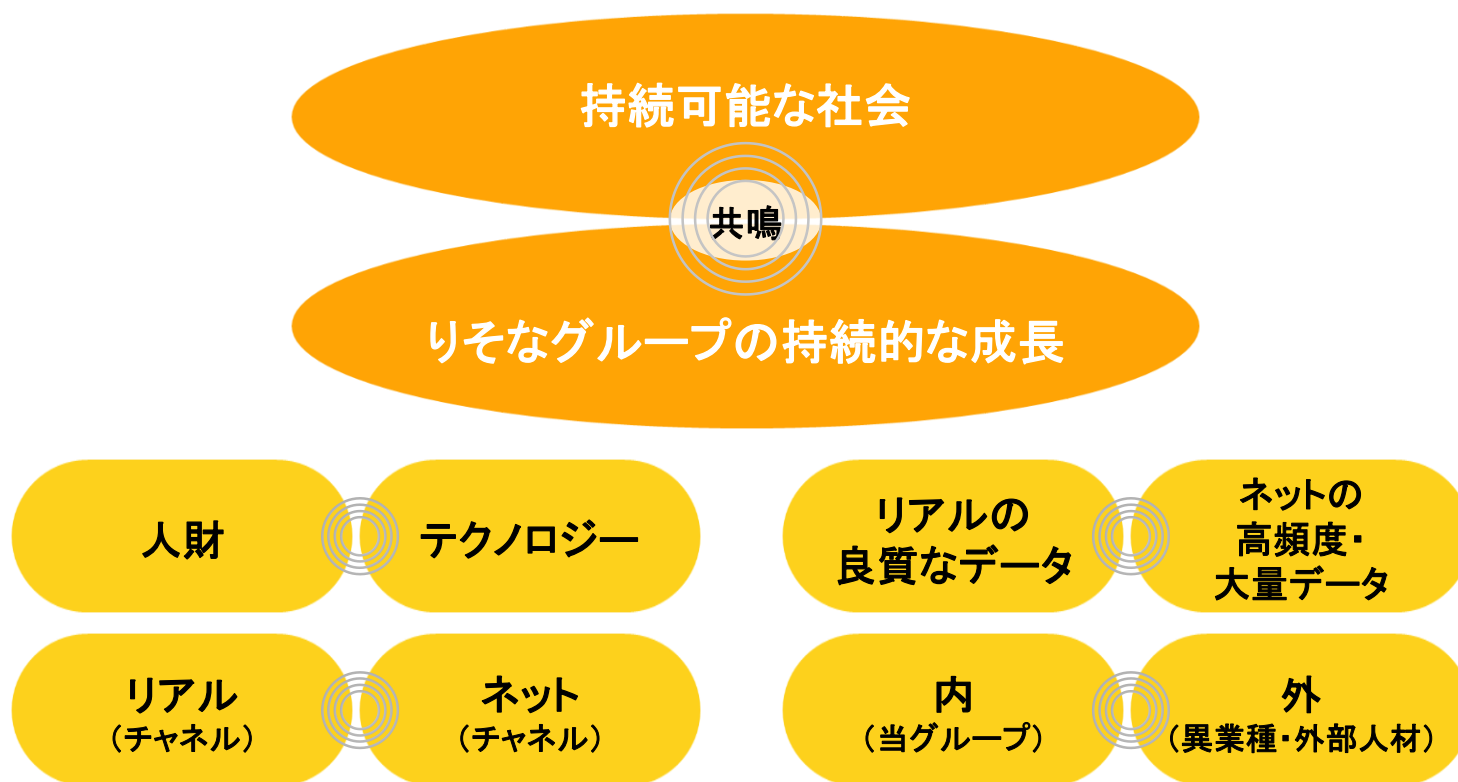 持続可能な社会
共鳴
りそなグループの持続的な成長
人財
テクノロジー
リアルの
良質なデータ
ネットの
高頻度・
大量データ
リアル
（チャネル）
ネット
（チャネル）
内
（当グループ）
外
（異業種・外部人材）